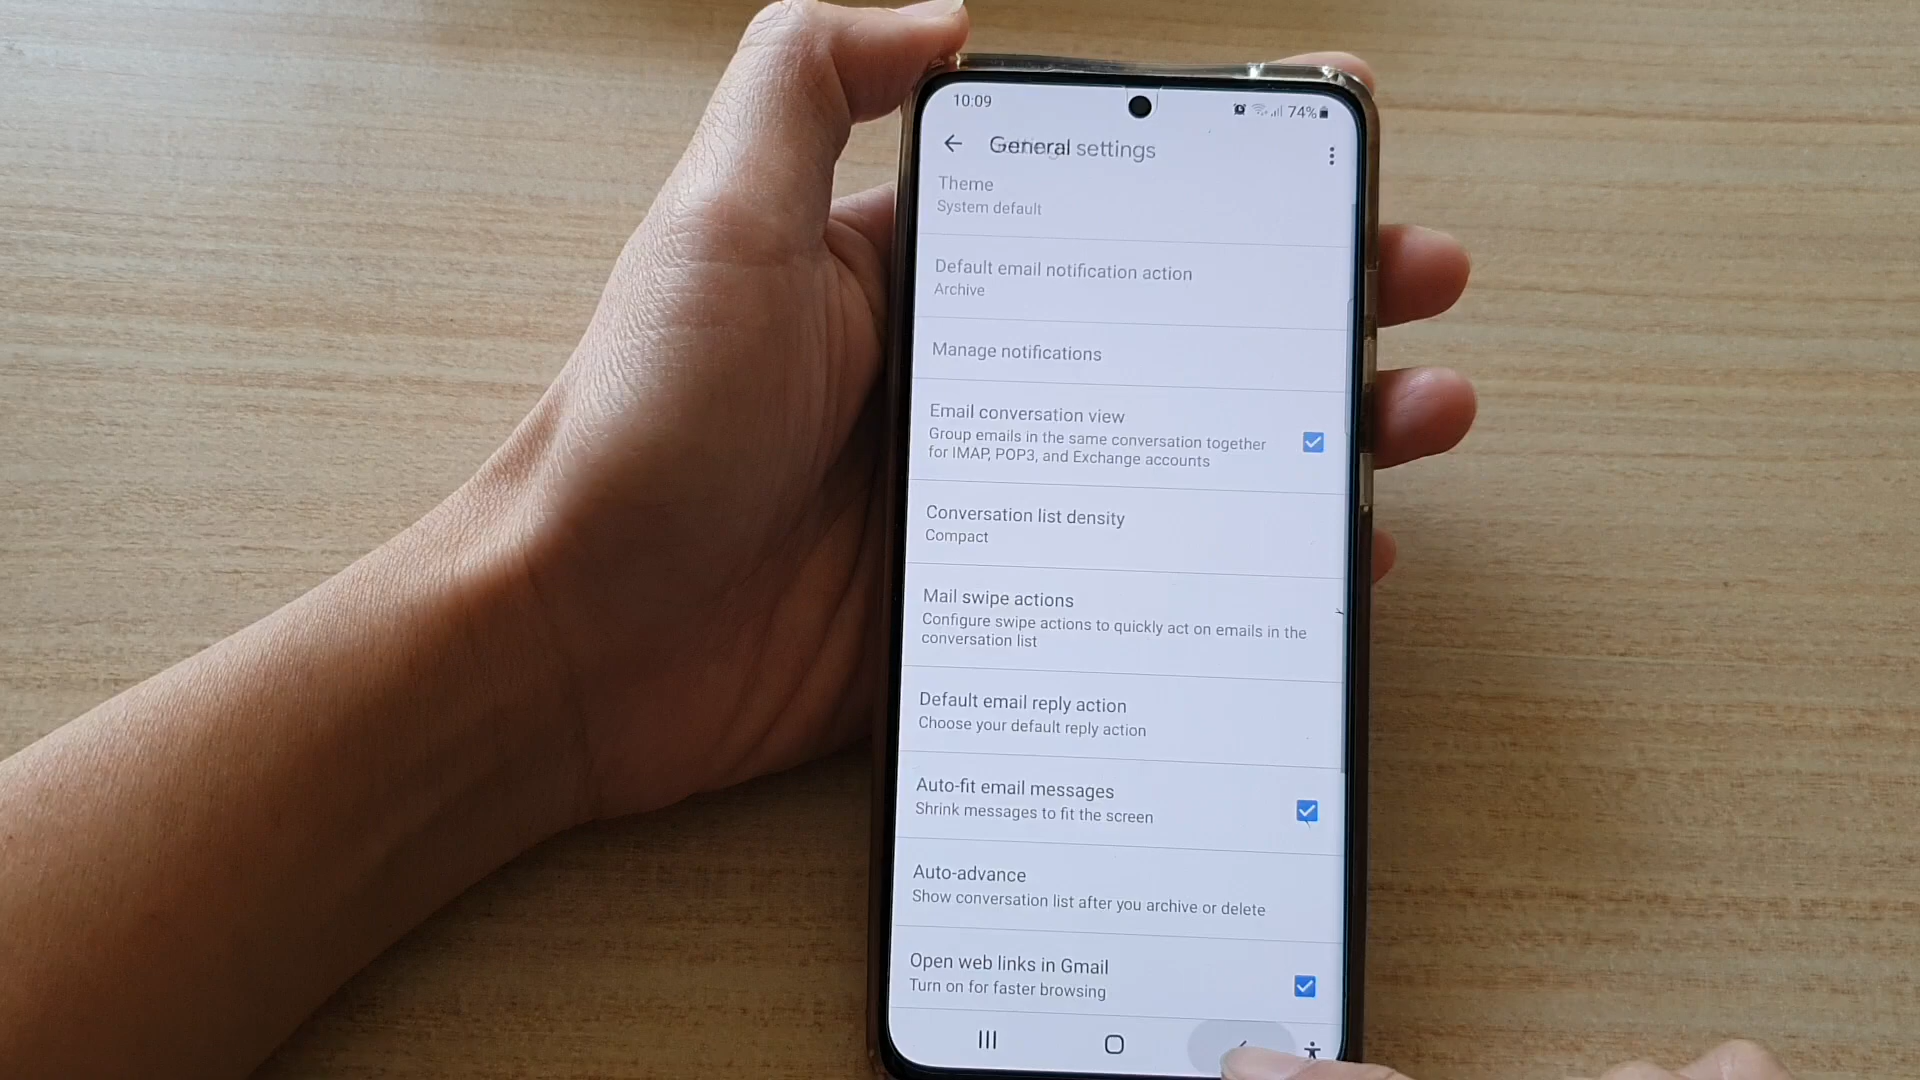 10:09
74%
General settings
Theme
System default
Default email notification action
Archive
Manage notifications
Email conversation view
Group emails in the same conversation together
for IMAP, POP3, and Exchange accounts
Conversation list density
Compact
Mail swipe actions
Configure swipe actions to quickly act on emails in the
conversation list
Default email reply action
Choose your default reply action
Auto-fit email messages
Shrink messages to fit the screen
Auto-advance
Show conversation list after you archive or delete
Open web links in Gmail
Turn on for faster browsing